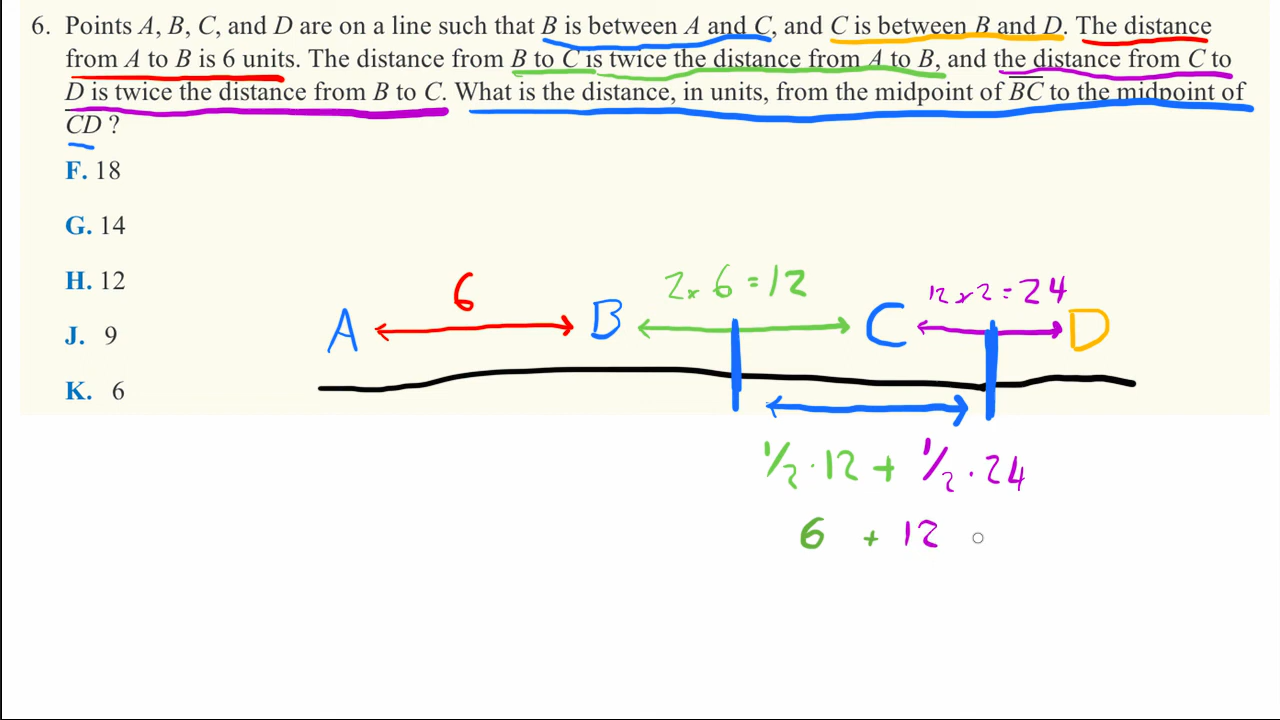 6. Points A, B, C, and D are on a line such that B is between A and C, and C is between B and D. The distance
from A to B is 6 units. The distance from B to C is twice the distance from A to B, and the distance from C to
D is twice the distance from B to C. What is the distance, in units, from the midpoint of BC to the midpoint of
CD ?
F. 18
G. 14
H. 12
J. 9
K. 6
6
2 x 6 = 12
12 x 2 = 24
A
B
C
D
1/2 · 12 + 1/2 · 24
6 + 12